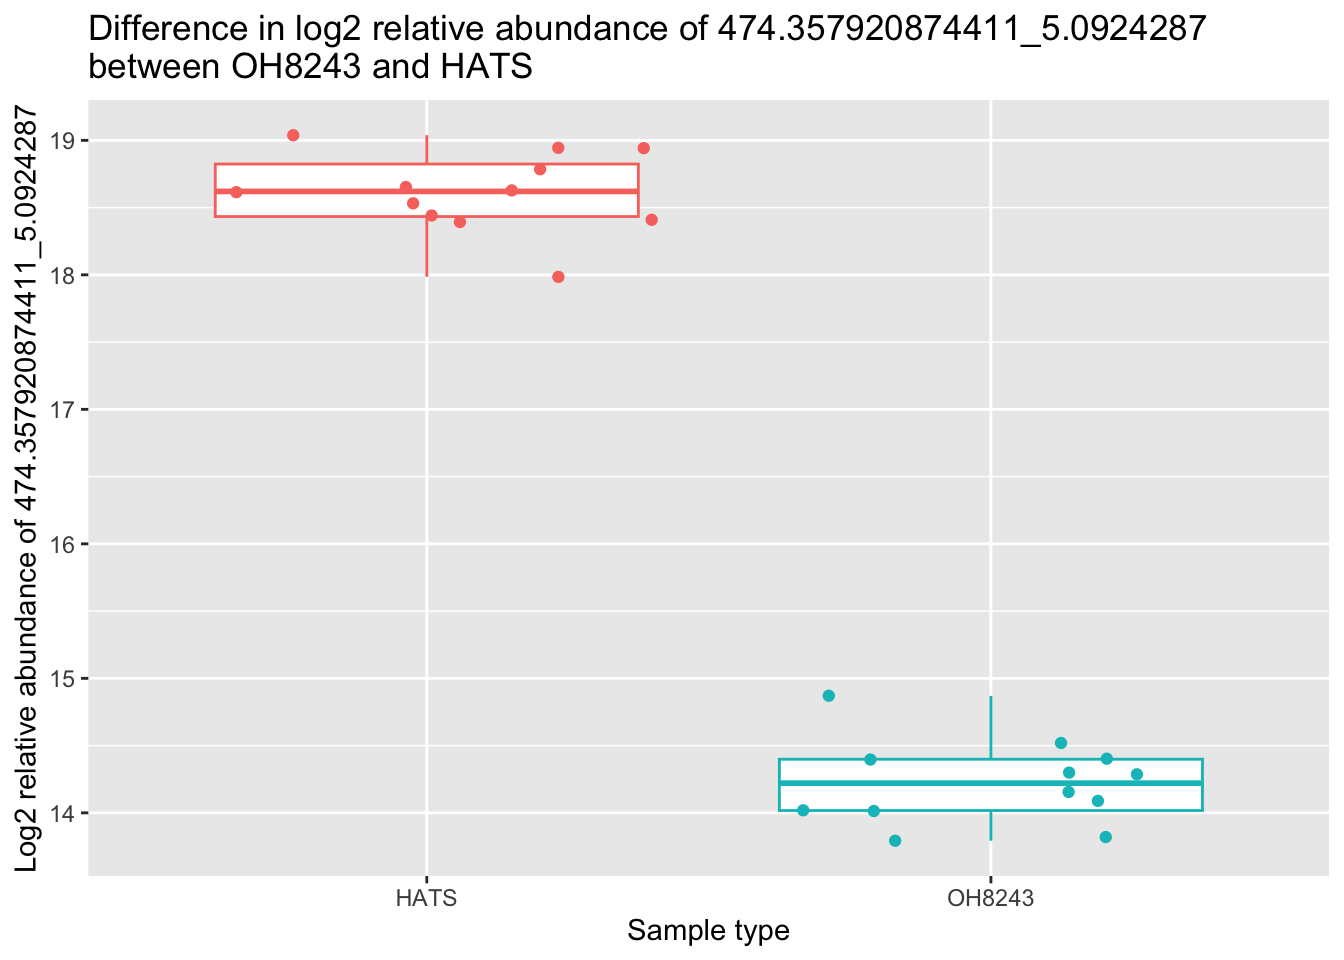 Difference in log2 relative abundance of 474.357920874411_5.0924287
between OH8243 and HATS
Log2 relative abundance of 474.357920874411_5.0924287
19
18
17
16
15
14
HATS
OH8243
Sample type